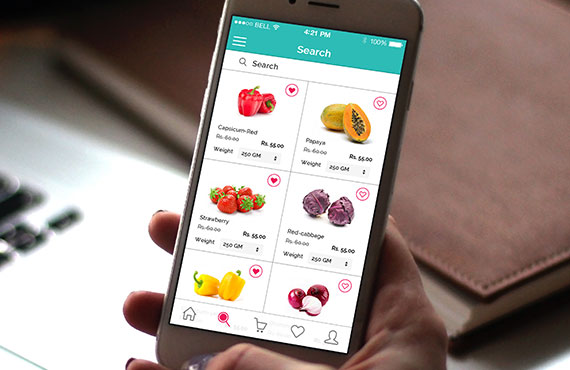 BELL 4:21 PM 100%
Search
Search
Capsicum-Red
Rs. 60.00
Rs. 55.00
Weight 250 GM
Papaya
Rs. 60.00
Rs. 55.00
Weight 250 GM
Strawberry
Rs. 60.00
Rs. 55.00
Weight 250 GM
Red-cabbage
Rs. 60.00
Rs. 55.00
Weight 250 GM